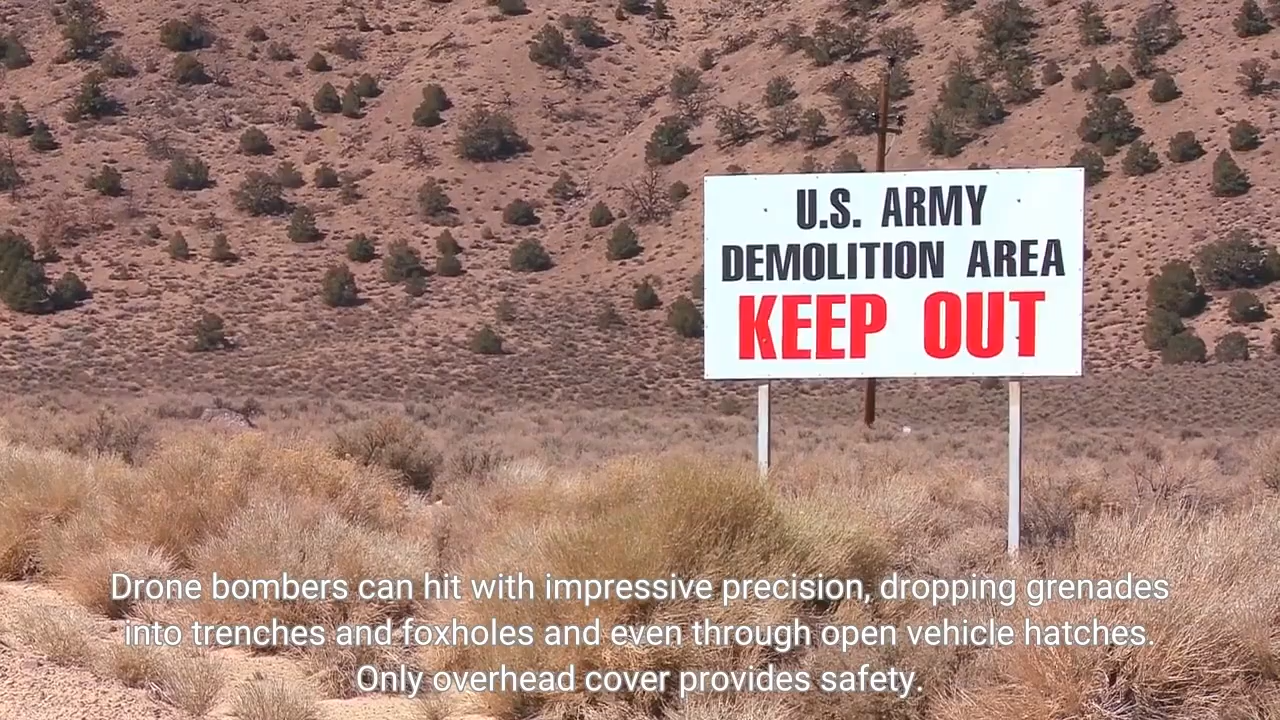 U.S. ARMY
DEMOLITION AREA
KEEP OUT
Drone bombers can hit with impressive precision, dropping grenades
into trenches and foxholes and even through open vehicle hatches.
Only overhead cover provides safety.